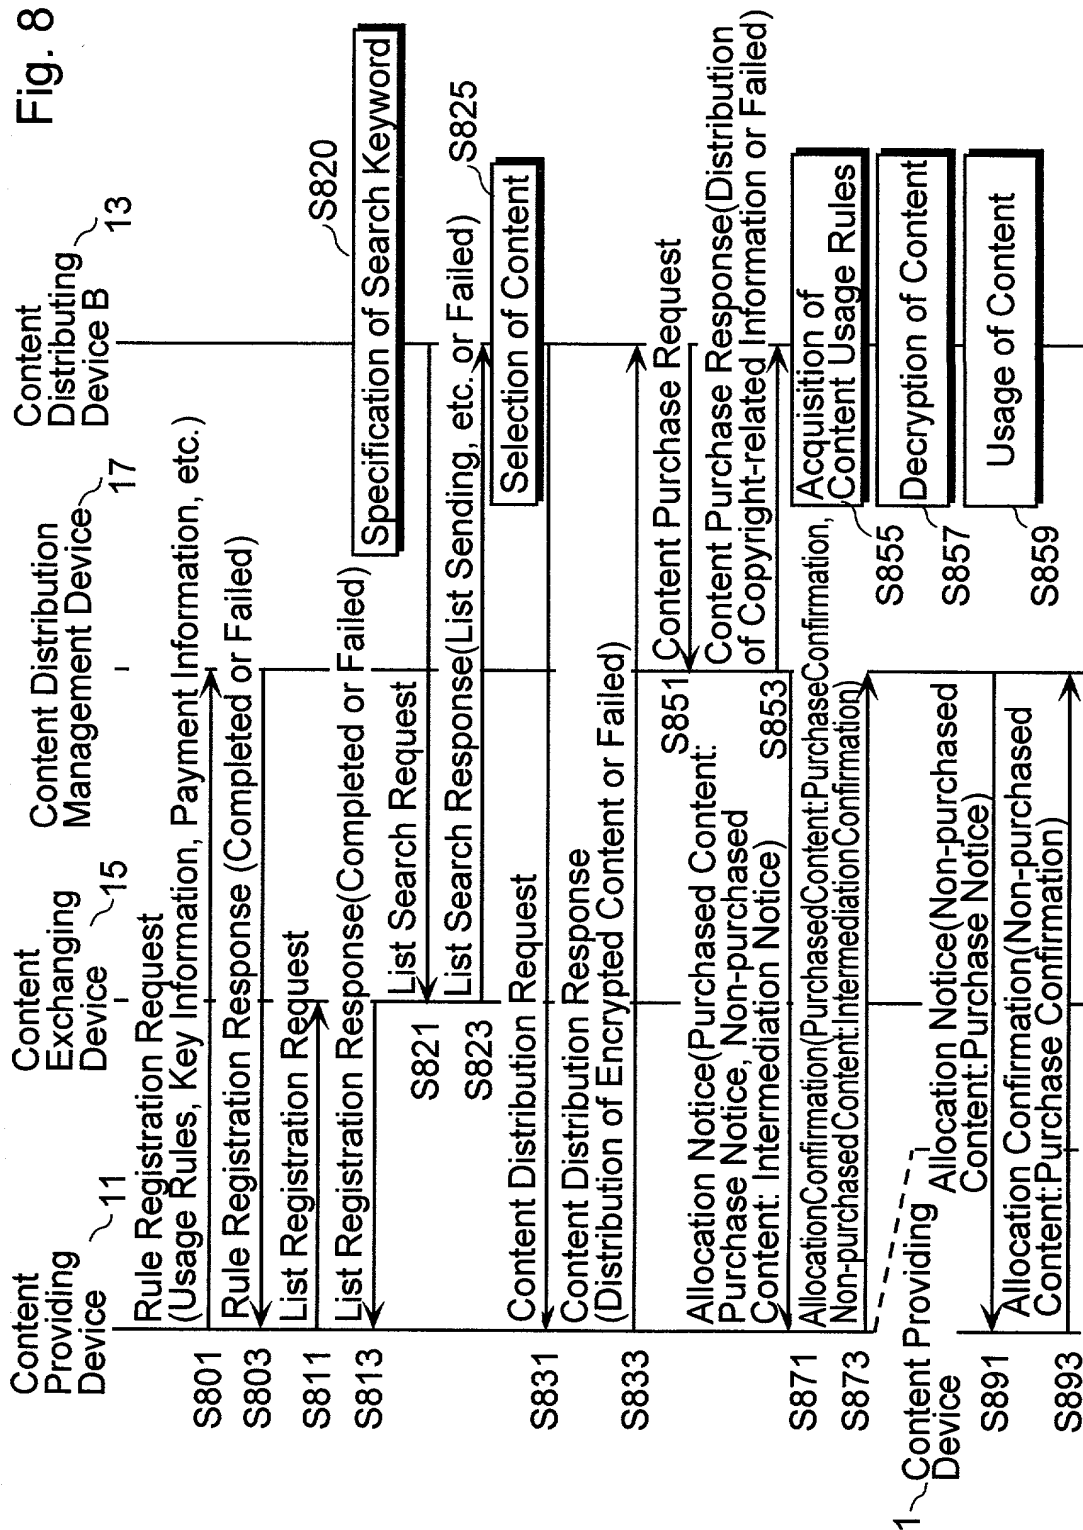 Fig. 8
Content
Providing
Device
11
Content
Exchanging
Device
15
Content Distribution
Management Device
17
Content
Distributing
Device B
13
S801
Rule Registration Request
(Usage Rules, Key Information, Payment Information, etc.)
S803
Rule Registration Response (Completed or Failed)
S811
List Registration Request
S813
List Registration Response(Completed or Failed)
S820
Specification of Search Keyword
S821
List Search Request
S823
List Search Response(List Sending, etc. or Failed)
S825
Selection of Content
S831
Content Distribution Request
S833
Content Distribution Response
(Distribution of Encrypted Content or Failed)
S851
Content Purchase Request
S853
Content Purchase Response(Distribution
of Copyright-related Information or Failed)
S871
Allocation Notice(Purchased Content:
Purchase Notice, Non-purchased
Content: Intermediation Notice)
S855
Acquisition of
Content Usage Rules
S873
AllocationConfirmation(PurchasedContent:PurchaseConfirmation,
Non-purchasedContent:IntermediationConfirmation)
S857
Decryption of Content
1
Content Providing
Device
S859
Usage of Content
S891
Allocation Notice(Non-purchased
Content:Purchase Notice)
S893
Allocation Confirmation(Non-purchased
Content:Purchase Confirmation)